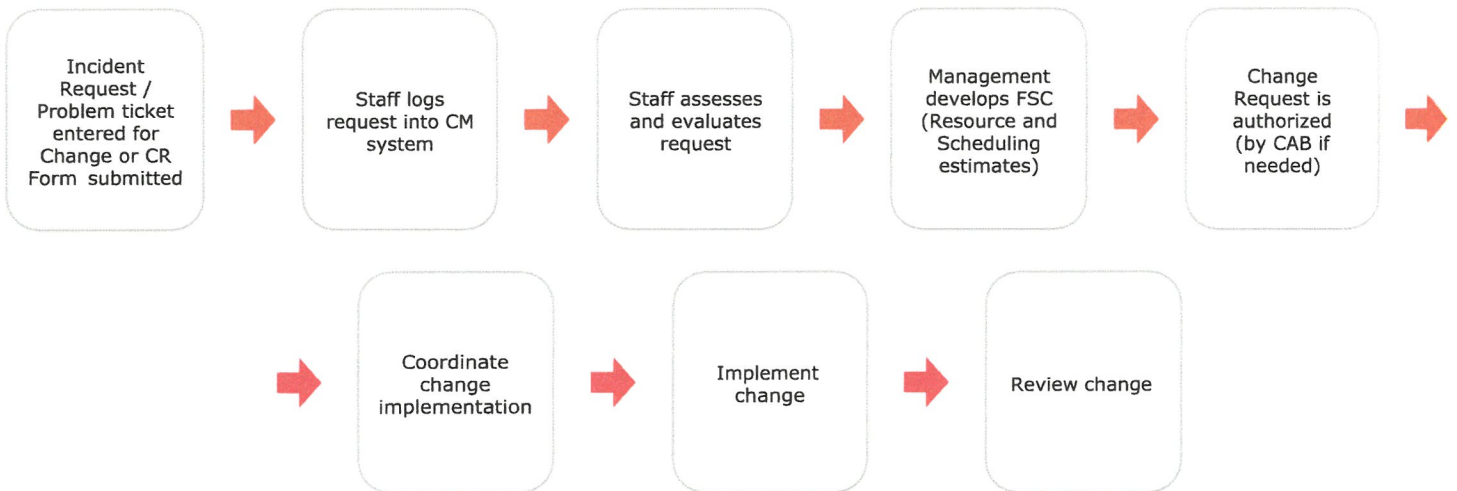 Incident
Request /
Problem ticket
entered for
Change or CR
Form submitted
Staff logs
request into CM
system
Staff assesses
and evaluates
request
Management
develops FSC
(Resource and
Scheduling
estimates)
Change
Request is
authorized
(by CAB if
needed)
Coordinate
change
implementation
Implement
change
Review change